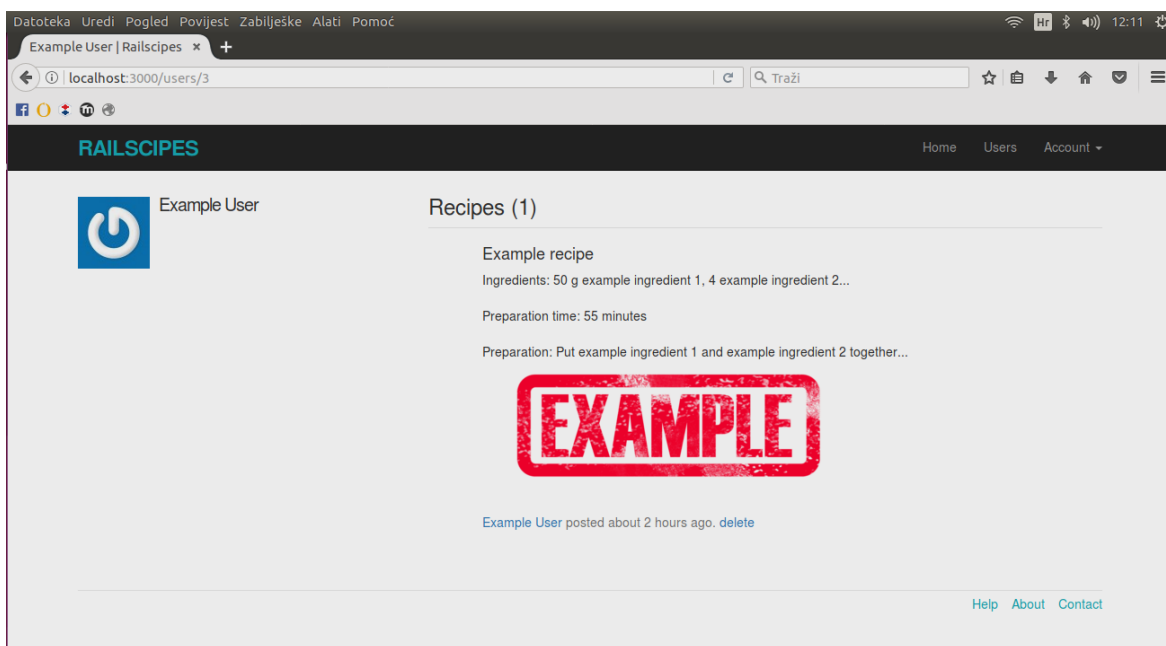 Datoteka Uredi Pogled Povijest Zabilješke Alati Pomoć
Hr 12:11
Example User | Railscipes × +
localhost:3000/users/3
Traži
RAILSCIPES
Home Users Account
Example User
Recipes (1)
Example recipe
Ingredients: 50 g example ingredient 1, 4 example ingredient 2...
Preparation time: 55 minutes
Preparation: Put example ingredient 1 and example ingredient 2 together...
EXAMPLE
Example User posted about 2 hours ago. delete
Help About Contact